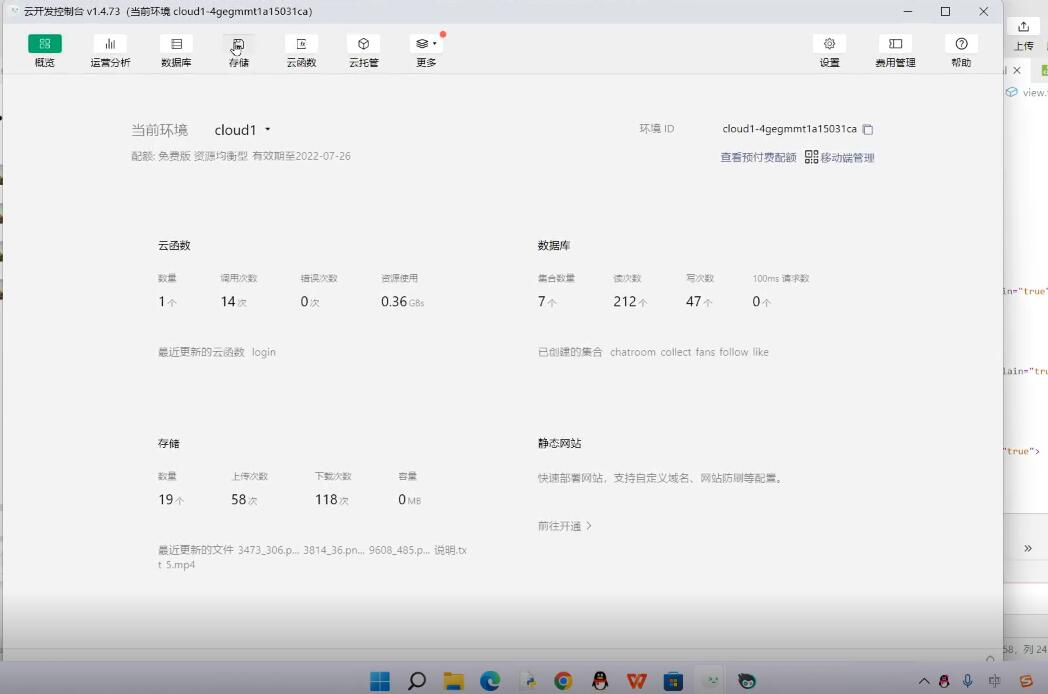 云开发控制台 v1.4.73 (当前环境 cloud1-4gegmmt1a15031ca)
概览 运营分析 数据库 存储 云函数 云托管 更多 设置 费用管理 帮助
上传
view.
当前环境 cloud1 环境 ID cloud1-4gegmmt1a15031ca
配额: 免费版 资源均衡型 有效期至2022-07-26 查看预付费配额 移动端管理
云函数 数据库
数量 调用次数 错误次数 资源使用 集合数量 读次数 写次数 100ms 请求数
in="true"
1个 14次 0次 0.36GBs 7个 212个 47个 0个
最近更新的云函数 login 已创建的集合 chatroom collect fans follow like
lain="tru
存储 静态网站
"true">
数量 上传次数 下载次数 容量 快速部署网站，支持自定义域名、网站防刷等配置。
19个 58次 118次 0MB
前往开通 >
最近更新的文件 3473_306.p... 3814_36.pn... 9608_485.p... 说明.tx
t 5.mp4
58，列 24
中